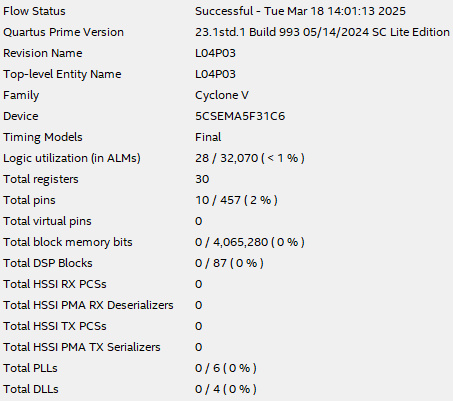 Flow Status Successful - Tue Mar 18 14:01:13 2025
Quartus Prime Version 23.1std.1 Build 993 05/14/2024 SC Lite Edition
Revision Name L04P03
Top-level Entity Name L04P03
Family Cyclone V
Device 5CSEMA5F31C6
Timing Models Final
Logic utilization (in ALMs) 28 / 32,070 ( < 1 % )
Total registers 30
Total pins 10 / 457 ( 2 % )
Total virtual pins 0
Total block memory bits 0 / 4,065,280 ( 0 % )
Total DSP Blocks 0 / 87 ( 0 % )
Total HSSI RX PCSs 0
Total HSSI PMA RX Deserializers 0
Total HSSI TX PCSs 0
Total HSSI PMA TX Serializers 0
Total PLLs 0 / 6 ( 0 % )
Total DLLs 0 / 4 ( 0 % )